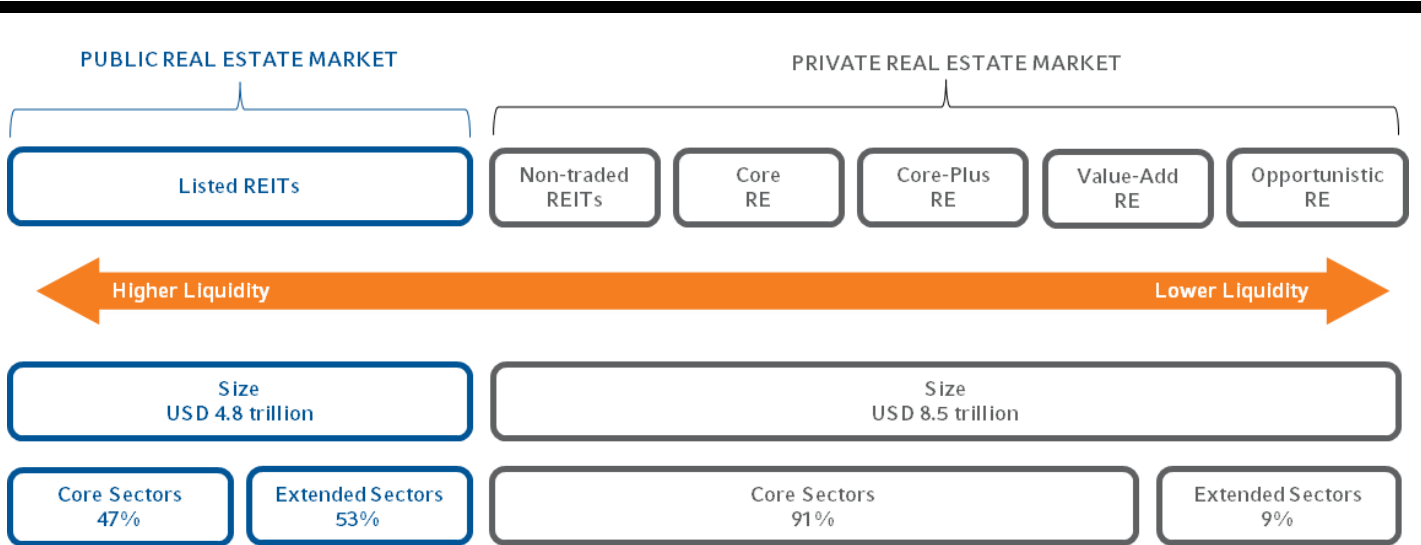 PUBLIC REAL ESTATE MARKET
PRIVATE REAL ESTATE MARKET
Listed REITs
Non-traded
REITs
Core
RE
Core-Plus
RE
Value-Add
RE
Opportunistic
RE
Higher Liquidity
Lower Liquidity
Size
USD 4.8 trillion
Size
USD 8.5 trillion
Core Sectors
47%
Extended Sectors
53%
Core Sectors
91%
Extended Sectors
9%